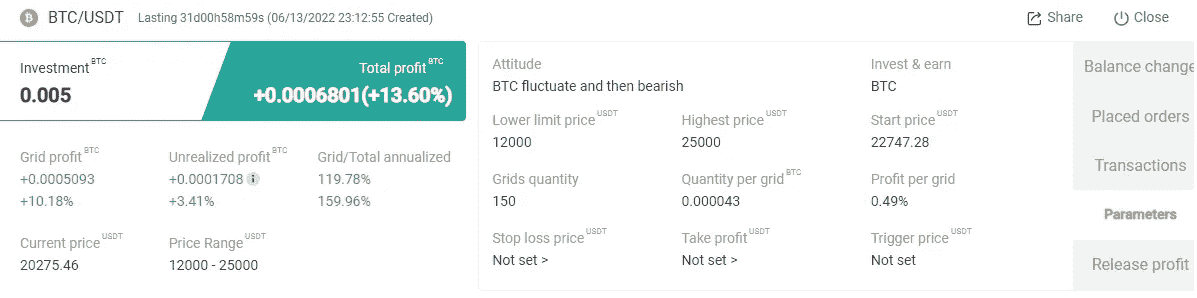 BTC/USDT Lasting 31d00h58m59s (06/13/2022 23:12:55 Created) Share Close
Investment BTC
0.005
Total profit BTC
+0.0006801(+13.60%)
Grid profit BTC Unrealized profit BTC Grid/Total annualized
+0.0005093 +0.0001708 i 119.78%
+10.18% +3.41% 159.96%
Current price USDT Price Range USDT
20275.46 12000 - 25000
Attitude Invest & earn
BTC fluctuate and then bearish BTC
Lower limit price USDT Highest price USDT Start price USDT
12000 25000 22747.28
Grids quantity Quantity per grid BTC Profit per grid
150 0.000043 0.49%
Stop loss price USDT Take profit USDT Trigger price USDT
Not set > Not set > Not set
Balance change
Placed orders
Transactions
Parameters
Release profit